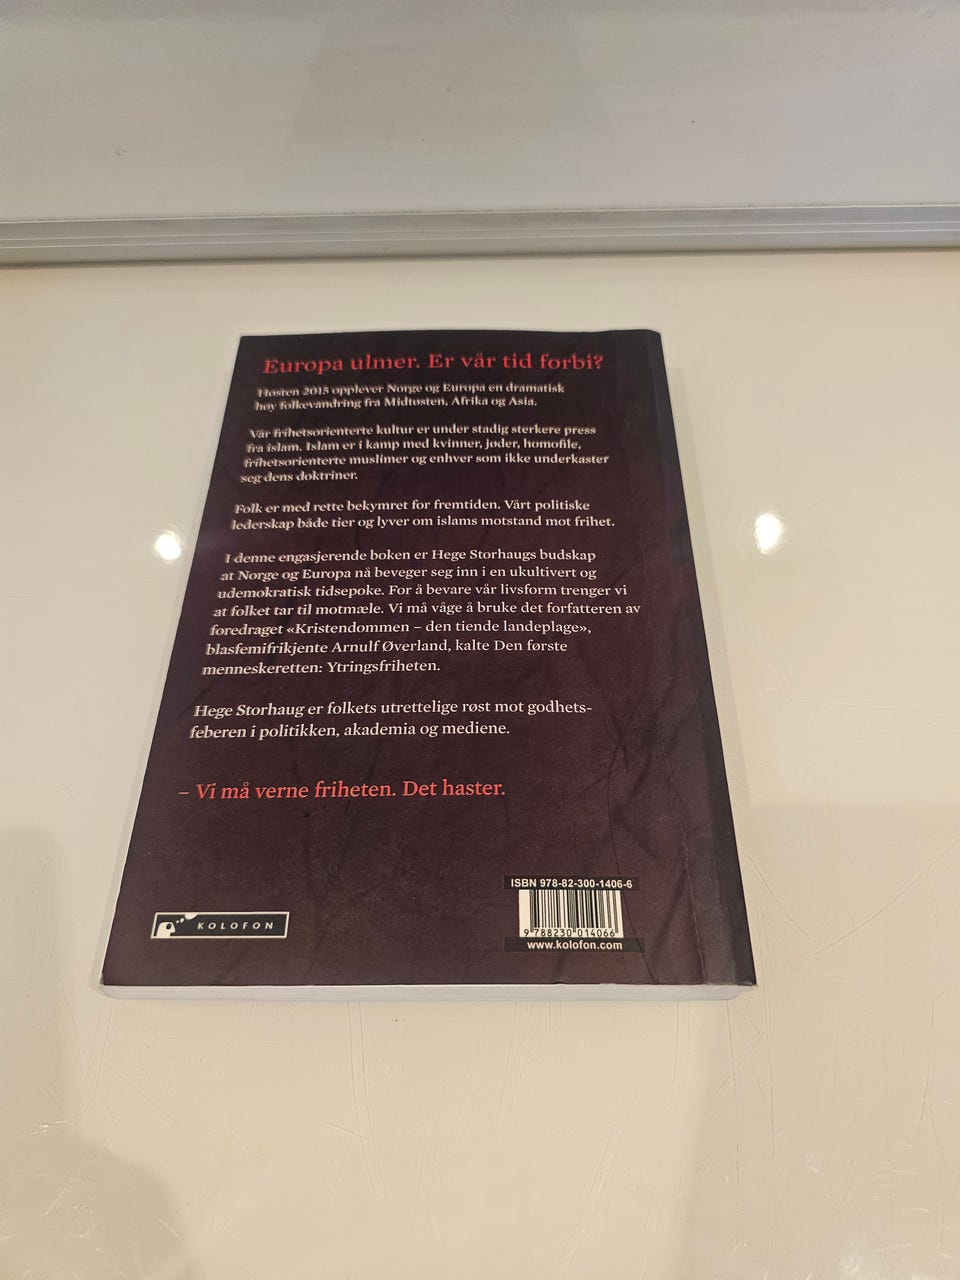 Europa ulmer. Er vår tid forbi?
Høsten 2015 opplever Norge og Europa en dramatisk
høy folkevandring fra Midtøsten, Afrika og Asia.
Vår frihetsorienterte kultur er under stadig sterkere press
fra islam. Islam er i kamp med kvinner, jøder, homofile,
frihetsorienterte muslimer og enhver som ikke underkaster
seg dens doktriner.
Folk er med rette bekymret for fremtiden. Vårt politiske
lederskap både tier og lyver om islams motstand mot frihet.
I denne engasjerende boken er Hege Storhaugs budskap
at Norge og Europa nå beveger seg inn i en ukultivert og
udemokratisk tidsepoke. For å bevare vår livsform trenger vi
at folket tar til motmæle. Vi må våge å bruke det forfatteren av
foredraget «Kristendommen – den tiende landeplage»,
blasfemifrikjente Arnulf Øverland, kalte Den første
menneskeretten: Ytringsfriheten.
Hege Storhaug er folkets utrettelige røst mot godhets-
feberen i politikken, akademia og mediene.
– Vi må verne friheten. Det haster.
ISBN 978-82-300-1406-6
9 788230 014066
www.kolofon.com
KOLOFON